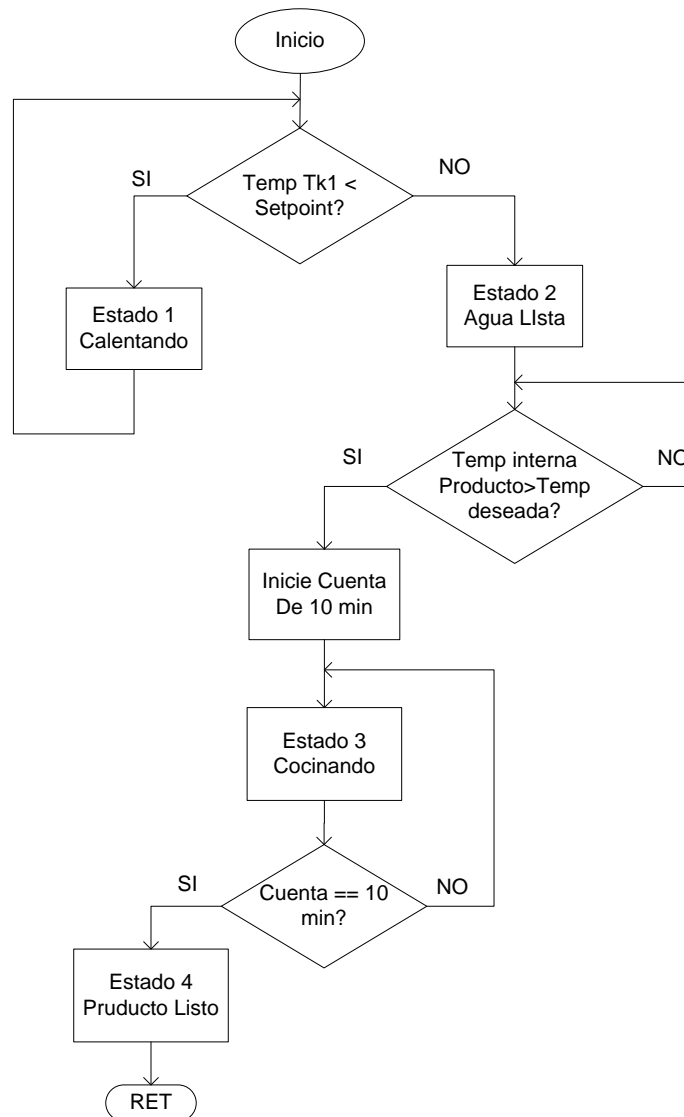 Inicio
SI
Temp Tk1 <
Setpoint?
NO
Estado 1
Calentando
Estado 2
Agua LIsta
SI
Temp interna
Producto>Temp
deseada?
NO
Inicie Cuenta
De 10 min
Estado 3
Cocinando
SI
Cuenta == 10
min?
NO
Estado 4
Pruducto Listo
RET